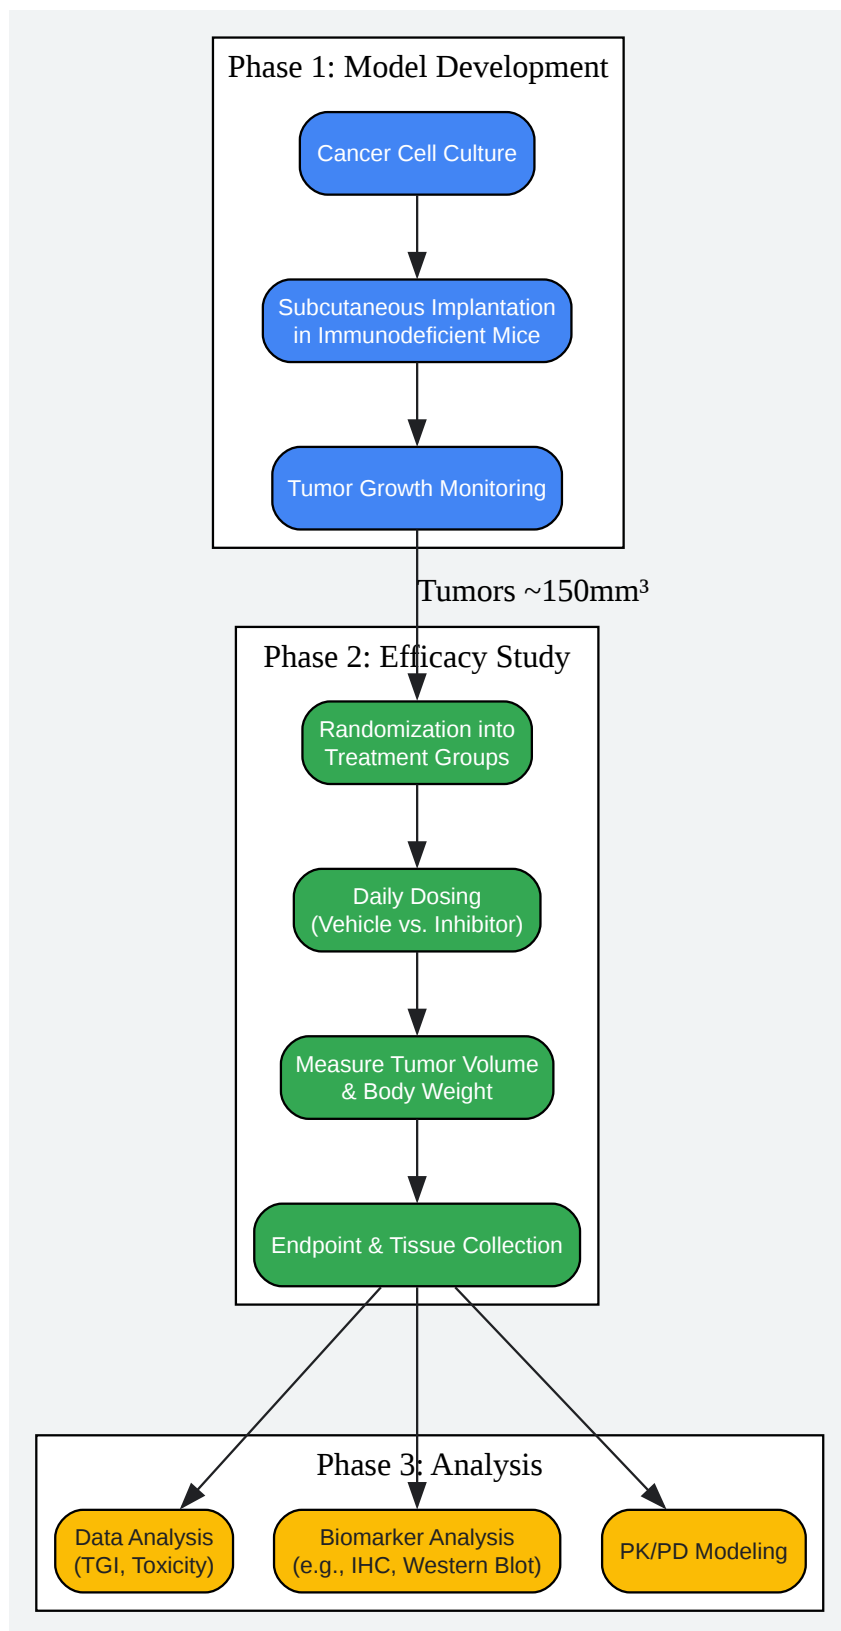 Phase 1: Model Development
Cancer Cell Culture
Subcutaneous Implantation
in Immunodeficient Mice
Tumor Growth Monitoring
Tumors ~150mm³
Phase 2: Efficacy Study
Randomization into
Treatment Groups
Daily Dosing
(Vehicle vs. Inhibitor)
Measure Tumor Volume
& Body Weight
Endpoint & Tissue Collection
Phase 3: Analysis
Data Analysis
(TGI, Toxicity)
Biomarker Analysis
(e.g., IHC, Western Blot)
PK/PD Modeling